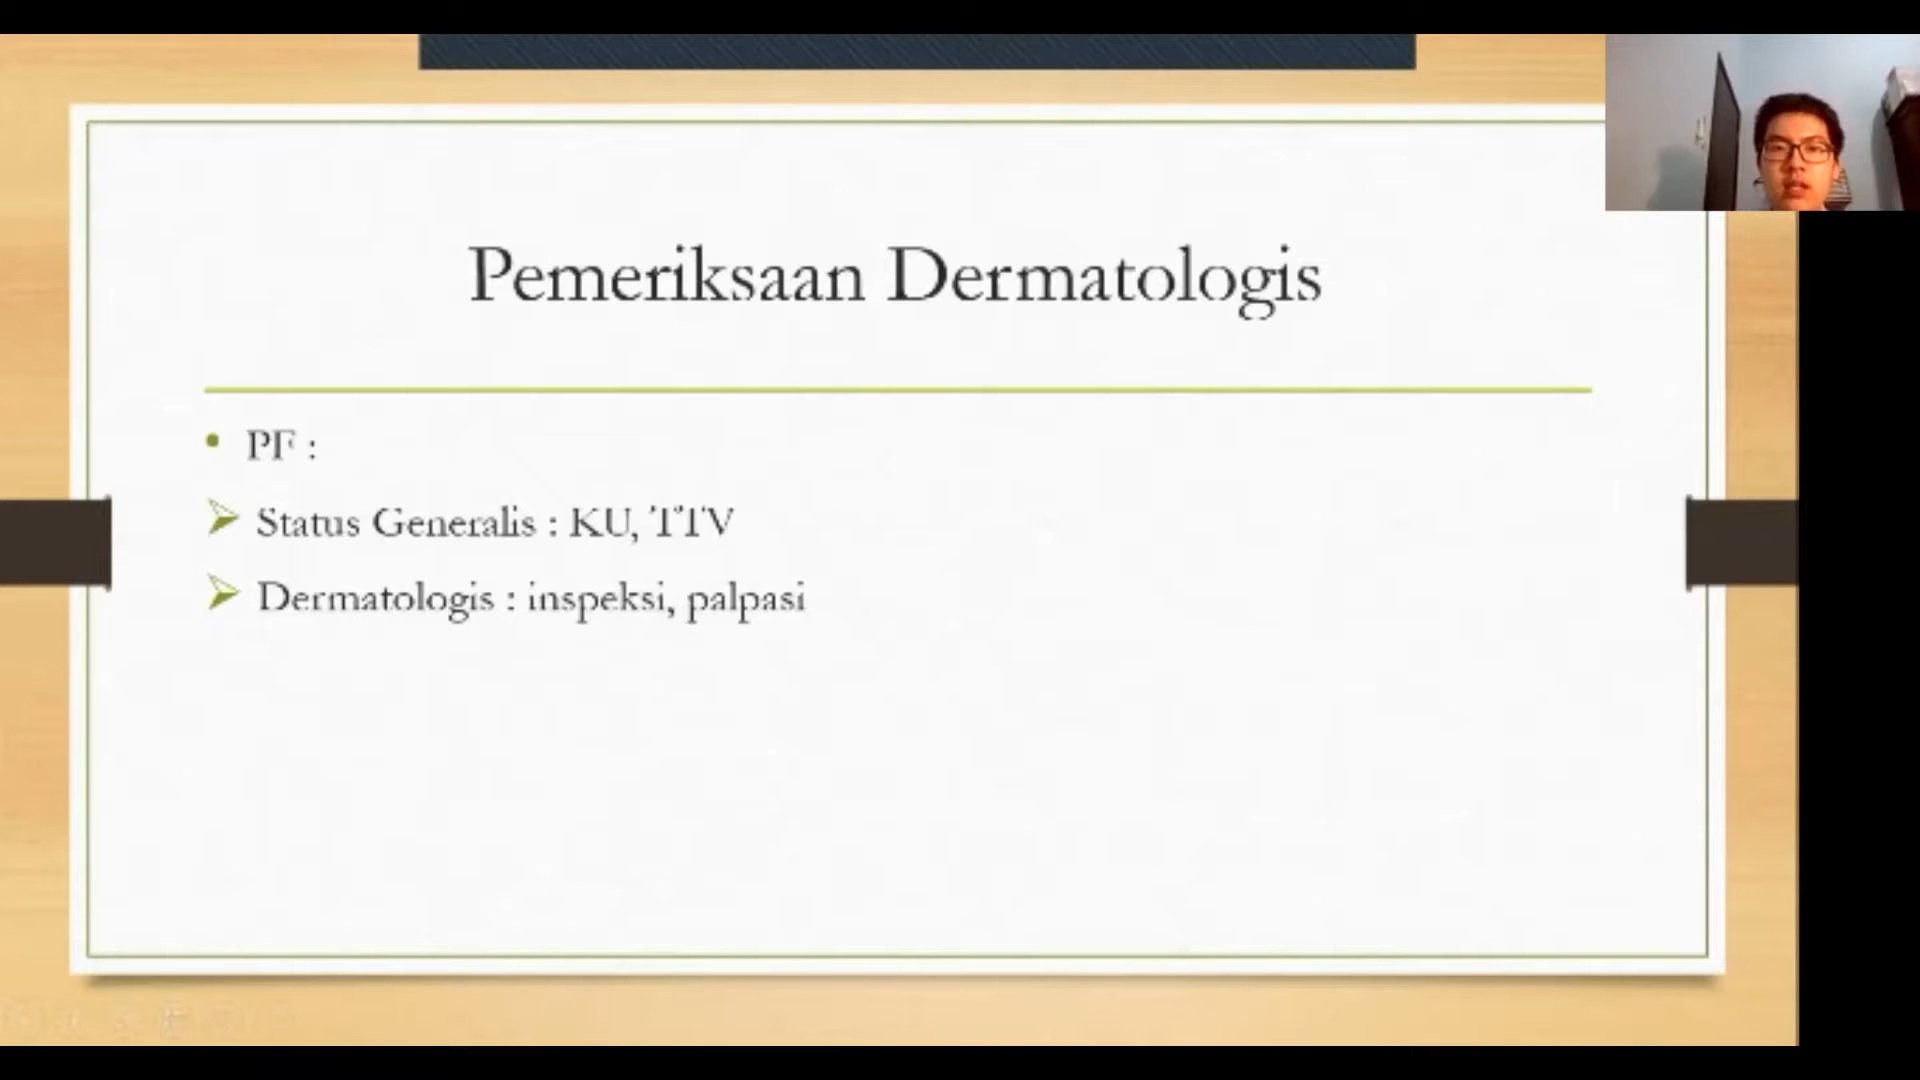 Pemeriksaan Dermatologis
PF :
Status Generalis : KU, TTV
Dermatologis : inspeksi, palpasi